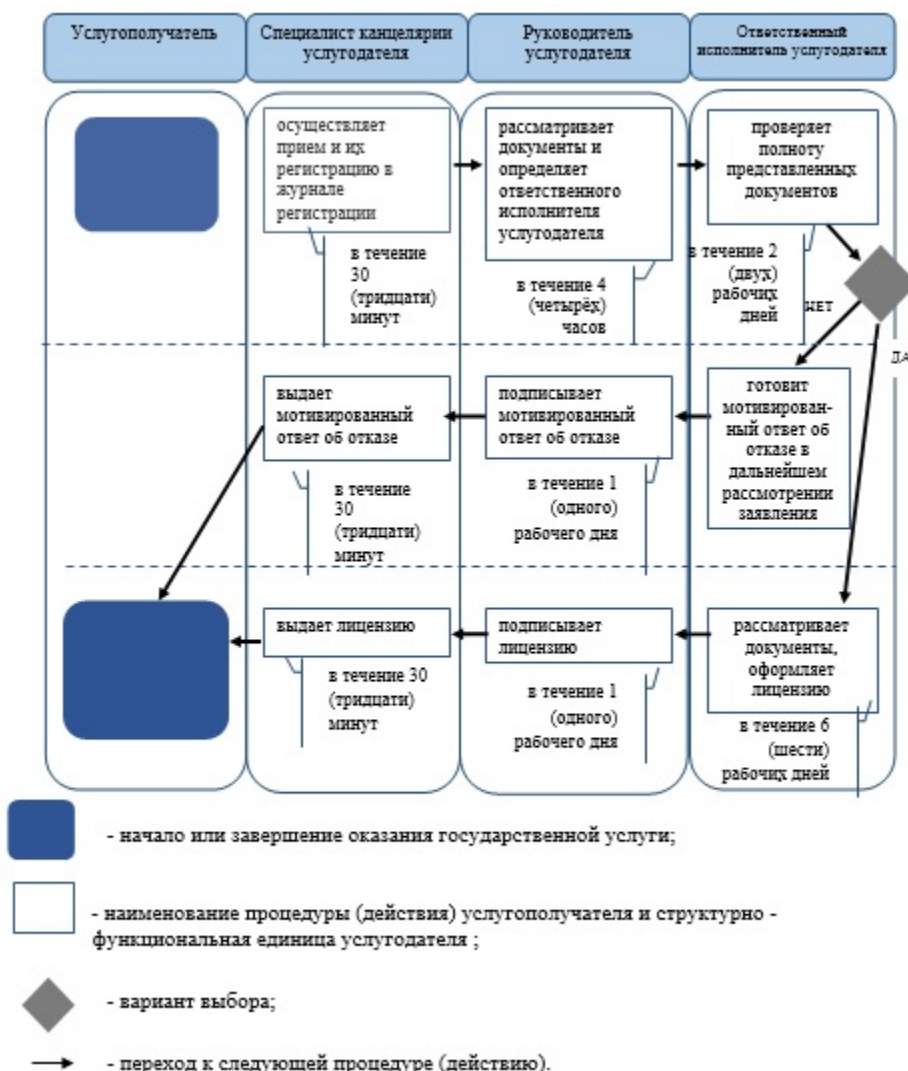 Услугополучатель
Специалист канцелярии
услугодателя
Руководитель
услугодателя
Ответственный
исполнитель услугодателя
осуществляет
прием и их
регистрацию в
журнале
регистрации
в течение
30
(тридцати)
минут
рассматривает
документы и
определяет
ответственного
исполнителя
услугодателя
в течение 4
(четырёх)
часов
проверяет
полноту
представленных
документов
в течение 2
(двух)
рабочих
дней
НЕТ
ДА
выдает
мотивированный
ответ об отказе
в течение
30
(тридцати)
минут
подписывает
мотивированный
ответ об отказе
в течение 1
(одного)
рабочего дня
готовит
мотивирован-
ный ответ об
отказе в
дальнейшем
рассмотрении
заявления
выдает лицензию
в течение 30
(тридцати)
минут
подписывает
лицензию
в течение 1
(одного)
рабочего дня
рассматривает
документы,
оформляет
лицензию
в течение 6
(шести)
рабочих дней
- начало или завершение оказания государственной услуги;
- наименование процедуры (действия) услугополучателя и структурно -
функциональная единица услугодателя ;
- вариант выбора;
- переход к следующей процедуре (действию).